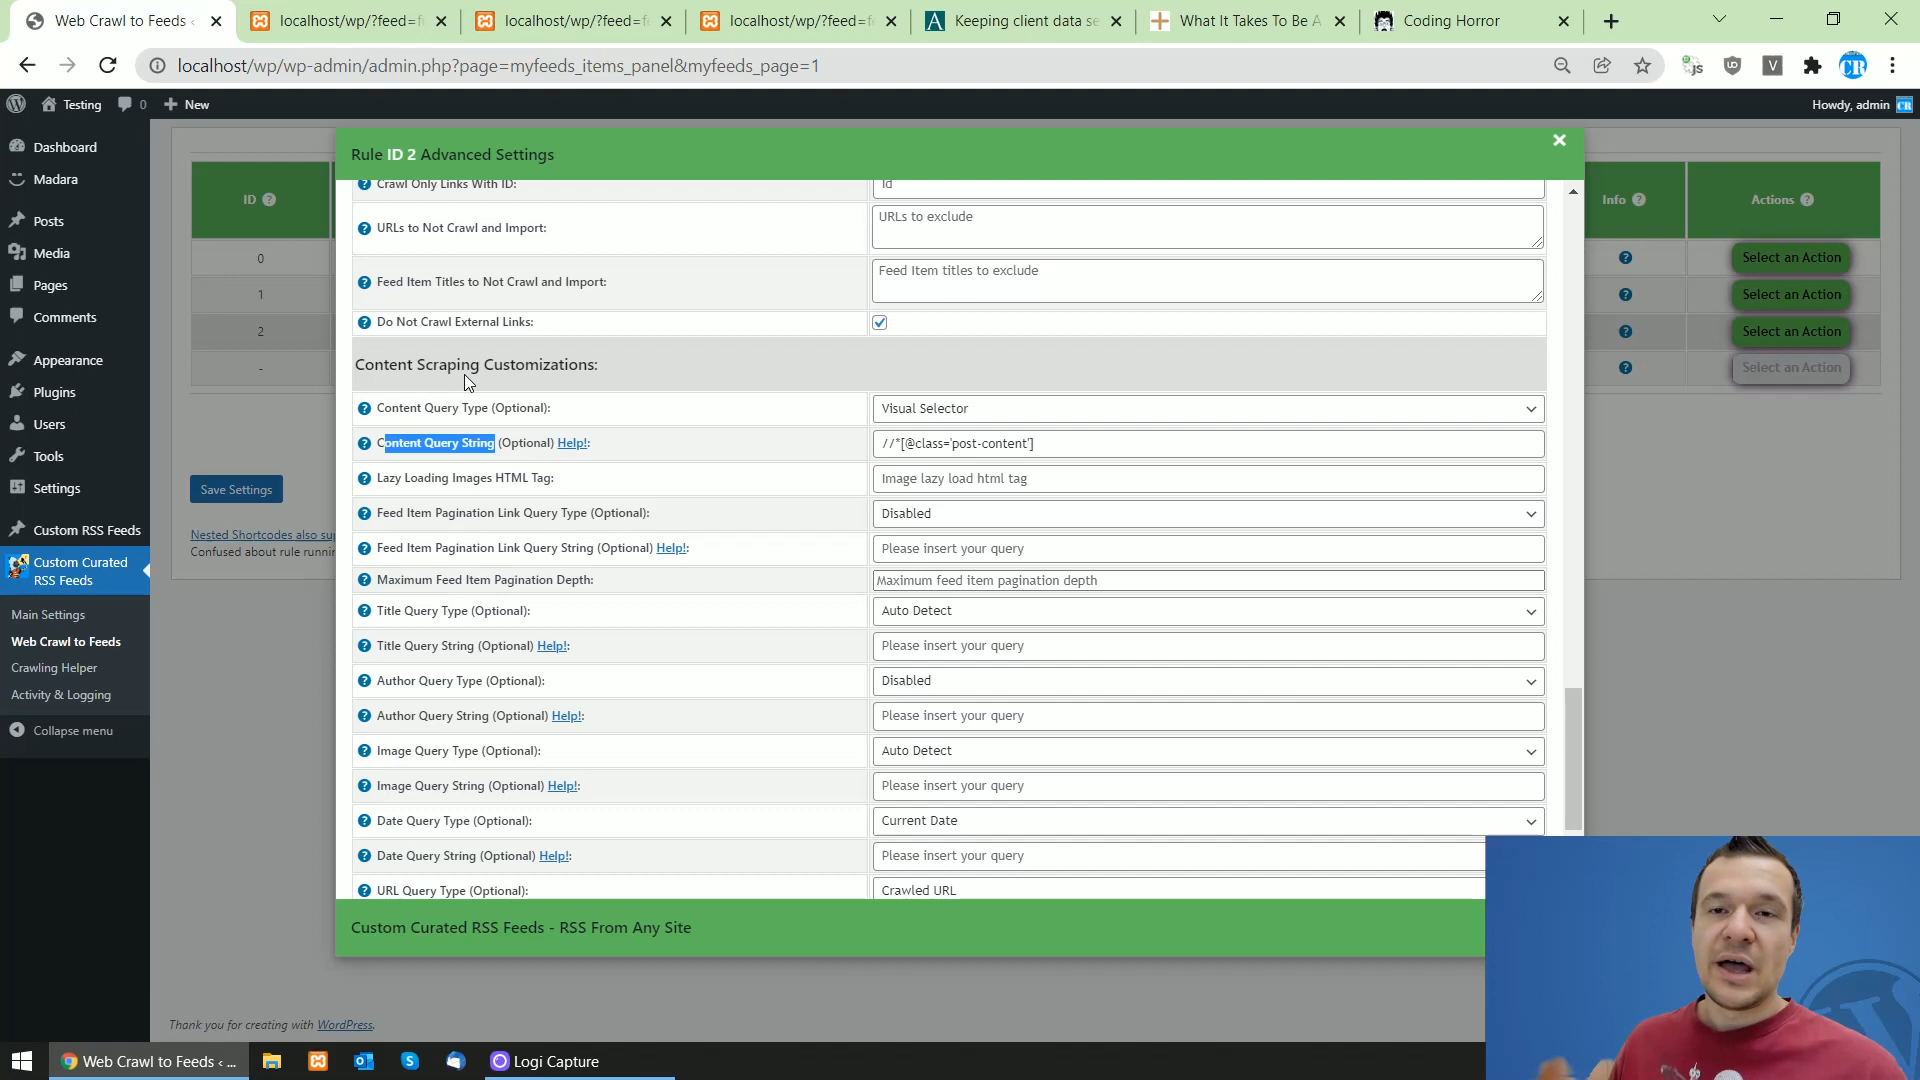 Web Crawl to Feeds ‹
localhost/wp/?feed=f
localhost/wp/?feed=f
localhost/wp/?feed=f
Keeping client data se
What It Takes To Be A
Coding Horror
localhost/wp/wp-admin/admin.php?page=myfeeds_items_panel&myfeeds_page=1
Testing
0
New
Howdy, admin
Dashboard
Madara
Posts
Media
Pages
Comments
Appearance
Plugins
Users
Tools
Settings
Custom RSS Feeds
Custom Curated
RSS Feeds
Main Settings
Web Crawl to Feeds
Crawling Helper
Activity & Logging
Collapse menu
ID
0
1
2
-
Save Settings
Nested Shortcodes also su
Confused about rule runnin
Info
Actions
Select an Action
Select an Action
Select an Action
Select an Action
Rule ID 2 Advanced Settings
Crawl Only Links With ID:
Id
URLs to Not Crawl and Import:
URLs to exclude
Feed Item Titles to Not Crawl and Import:
Feed Item titles to exclude
Do Not Crawl External Links:
Content Scraping Customizations:
Content Query Type (Optional):
Visual Selector
Content Query String (Optional) Help!:
//*[@class='post-content']
Lazy Loading Images HTML Tag:
Image lazy load html tag
Feed Item Pagination Link Query Type (Optional):
Disabled
Feed Item Pagination Link Query String (Optional) Help!:
Please insert your query
Maximum Feed Item Pagination Depth:
Maximum feed item pagination depth
Title Query Type (Optional):
Auto Detect
Title Query String (Optional) Help!:
Please insert your query
Author Query Type (Optional):
Disabled
Author Query String (Optional) Help!:
Please insert your query
Image Query Type (Optional):
Auto Detect
Image Query String (Optional) Help!:
Please insert your query
Date Query Type (Optional):
Current Date
Date Query String (Optional) Help!:
Please insert your query
URL Query Type (Optional):
Crawled URL
Custom Curated RSS Feeds - RSS From Any Site
Thank you for creating with WordPress.
Web Crawl to Feeds ‹ ...
Logi Capture